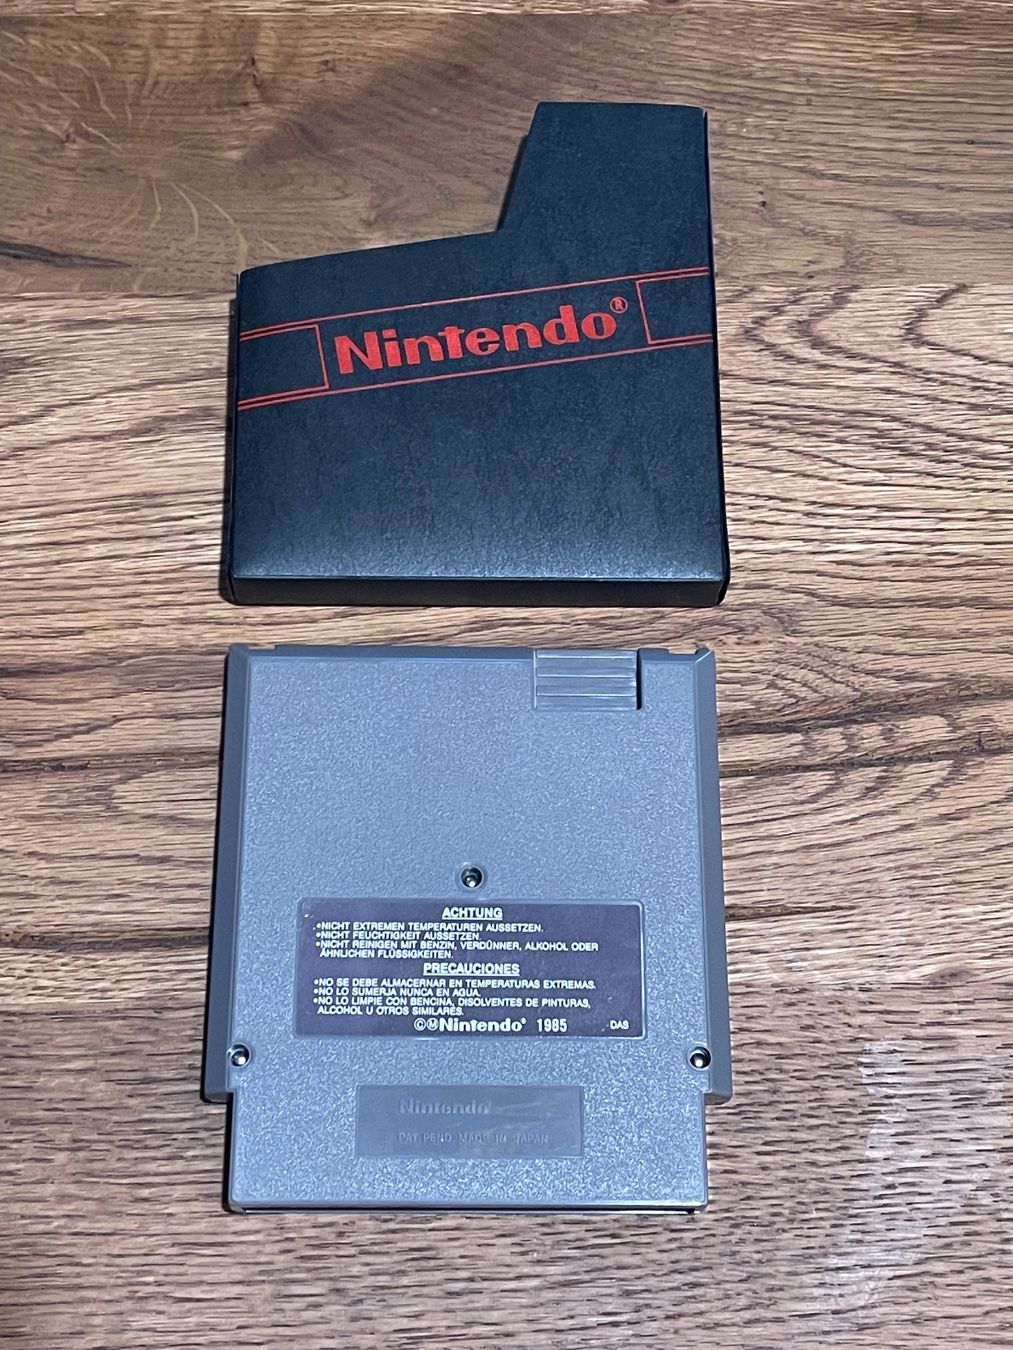 Nintendo®
ACHTUNG
•NICHT EXTREMEN TEMPERATUREN AUSSETZEN.
•NICHT FEUCHTIGKEIT AUSSETZEN.
•NICHT REINIGEN MIT BENZIN, VERDÜNNER, ALKOHOL ODER
ÄHNLICHEN FLÜSSIGKEITEN.
PRECAUCIONES
•NO SE DEBE ALMACERNAR EN TEMPERATURAS EXTREMAS.
•NO LO SUMERJA NUNCA EN AGUA.
•NO LO LIMPIE CON BENCINA, DISOLVENTES DE PINTURAS,
ALCOHOL U OTROS SIMILARES.
©ⓂNintendo® 1985 DAS
Nintendo®
PAT PEND MADE IN JAPAN